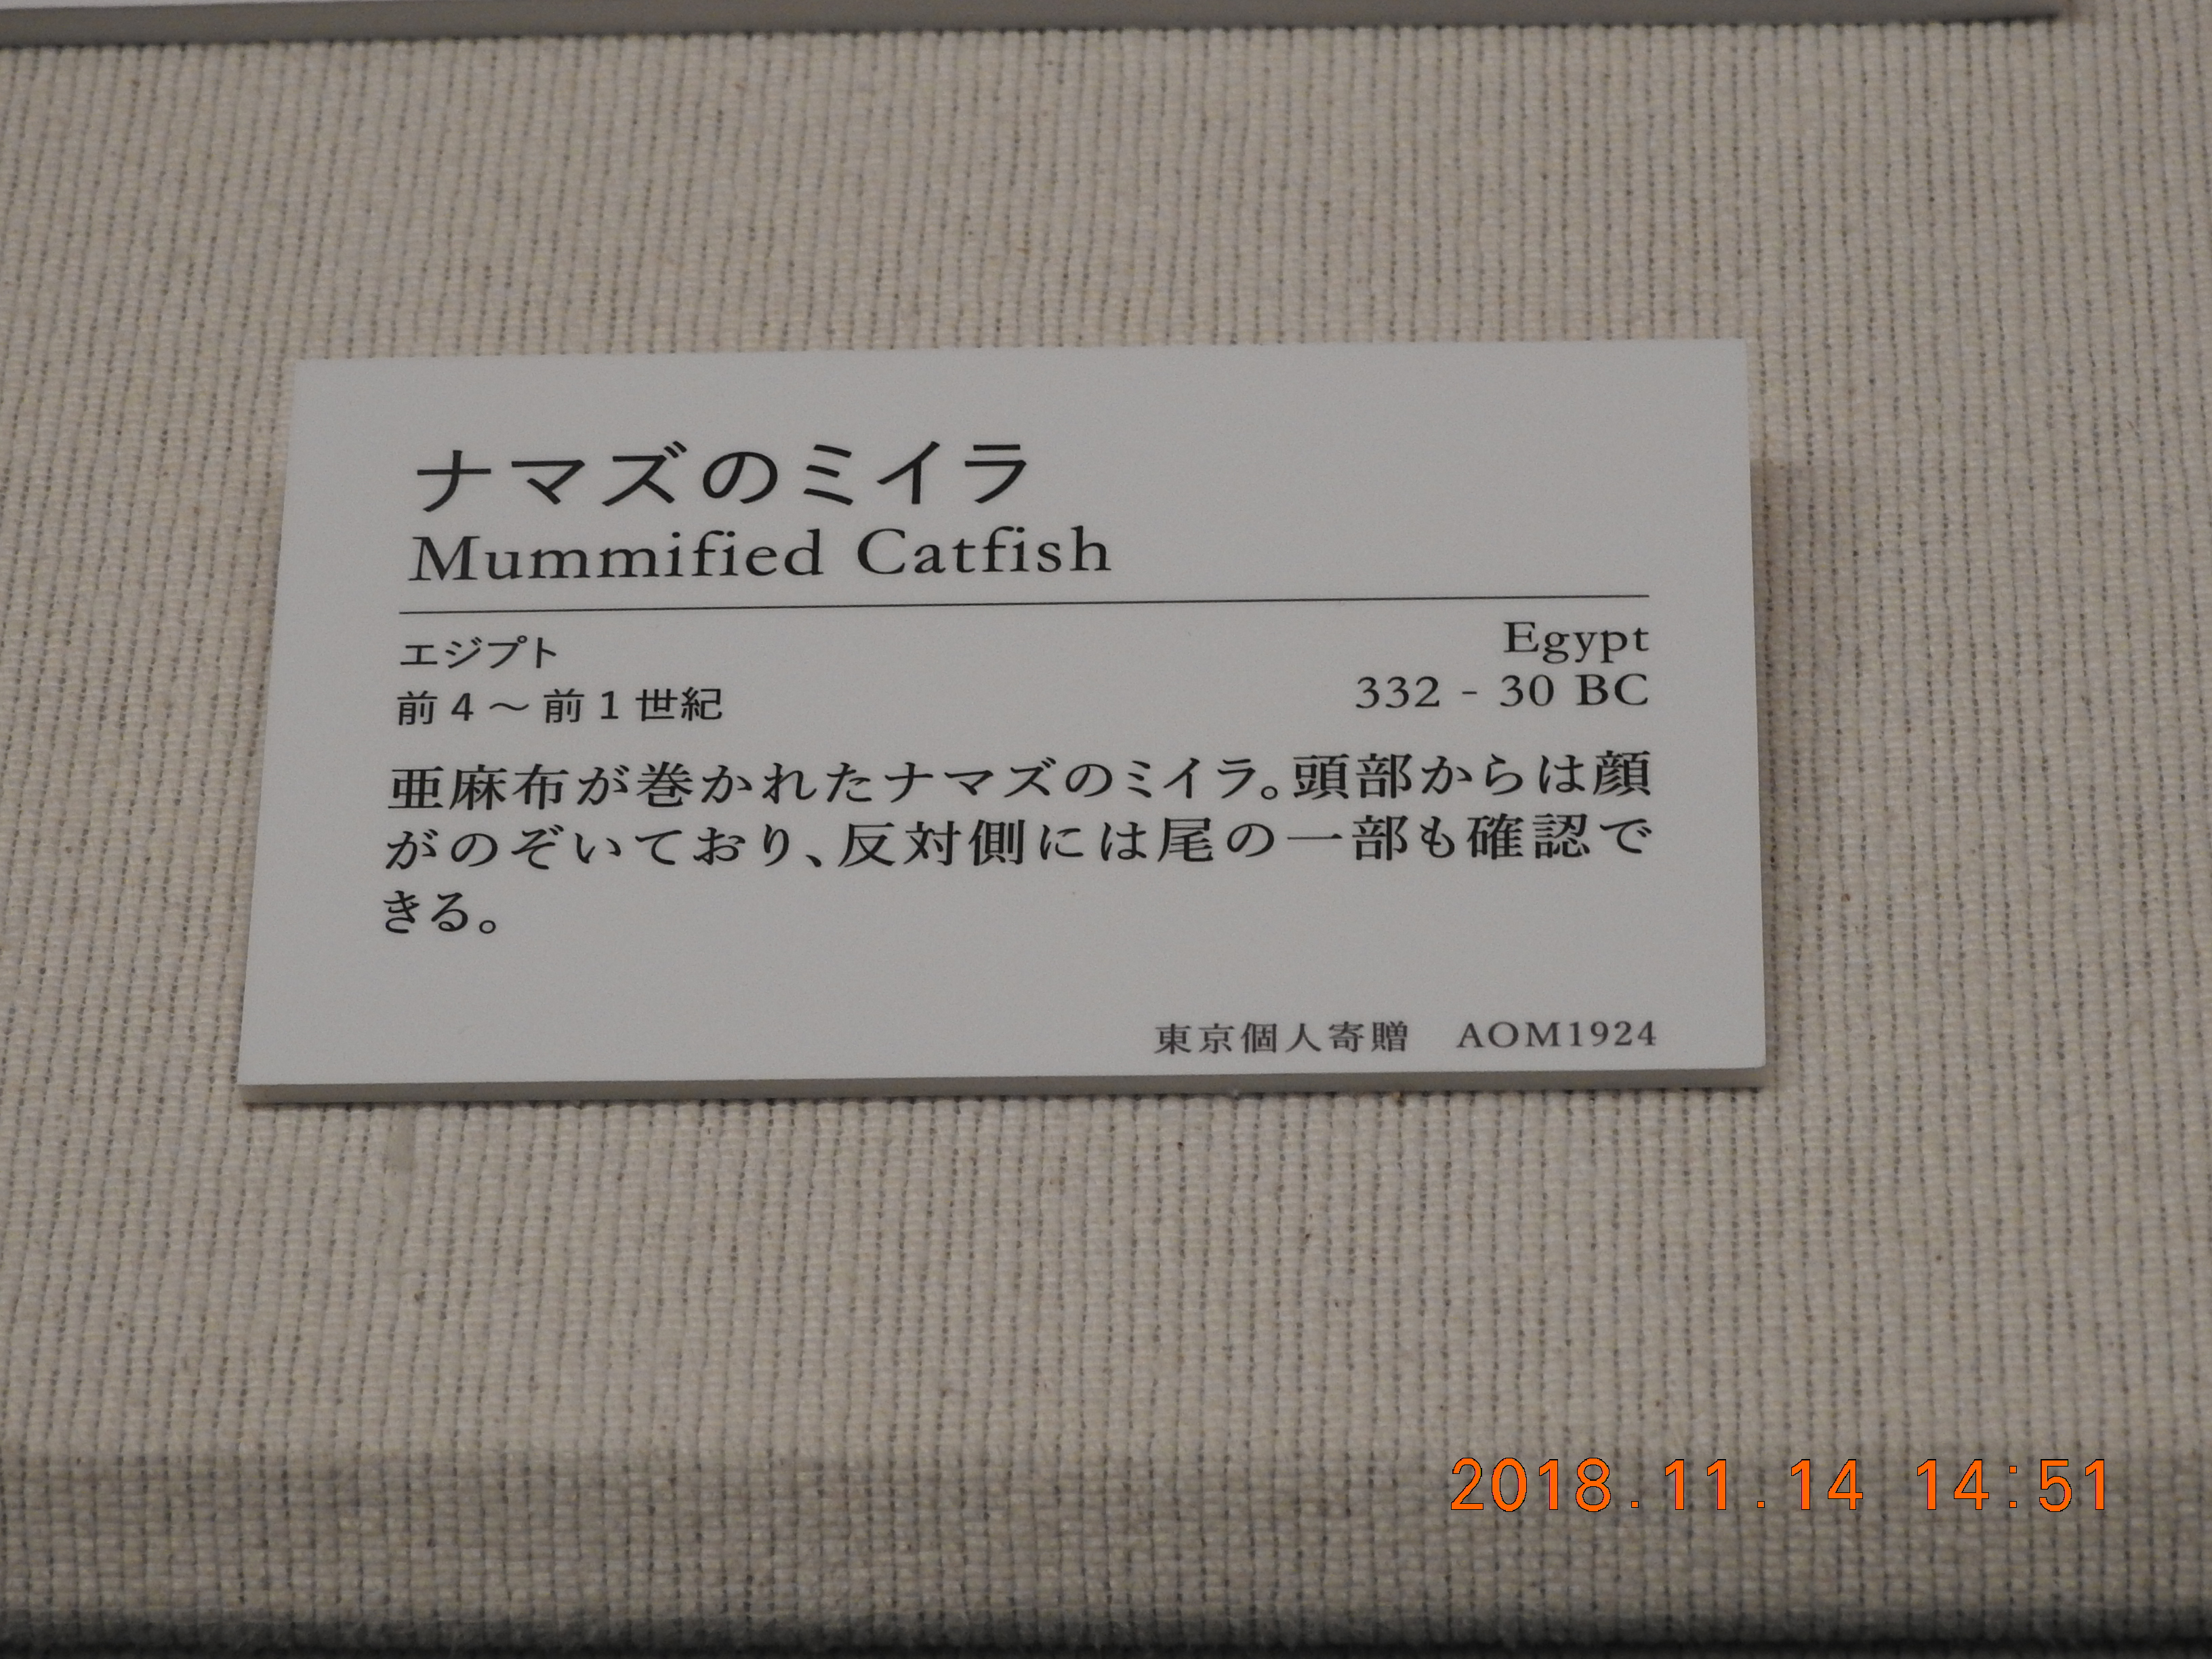 ナマズのミイラ
Mummified Catfish
エジプト
Egypt
前4～前1世紀
332 - 30 BC
亜麻布が巻かれたナマズのミイラ。頭部からは顔
がのぞいており、反対側には尾の一部も確認で
きる。
東京個人寄贈　AOM1924
2018.11.14 14:51